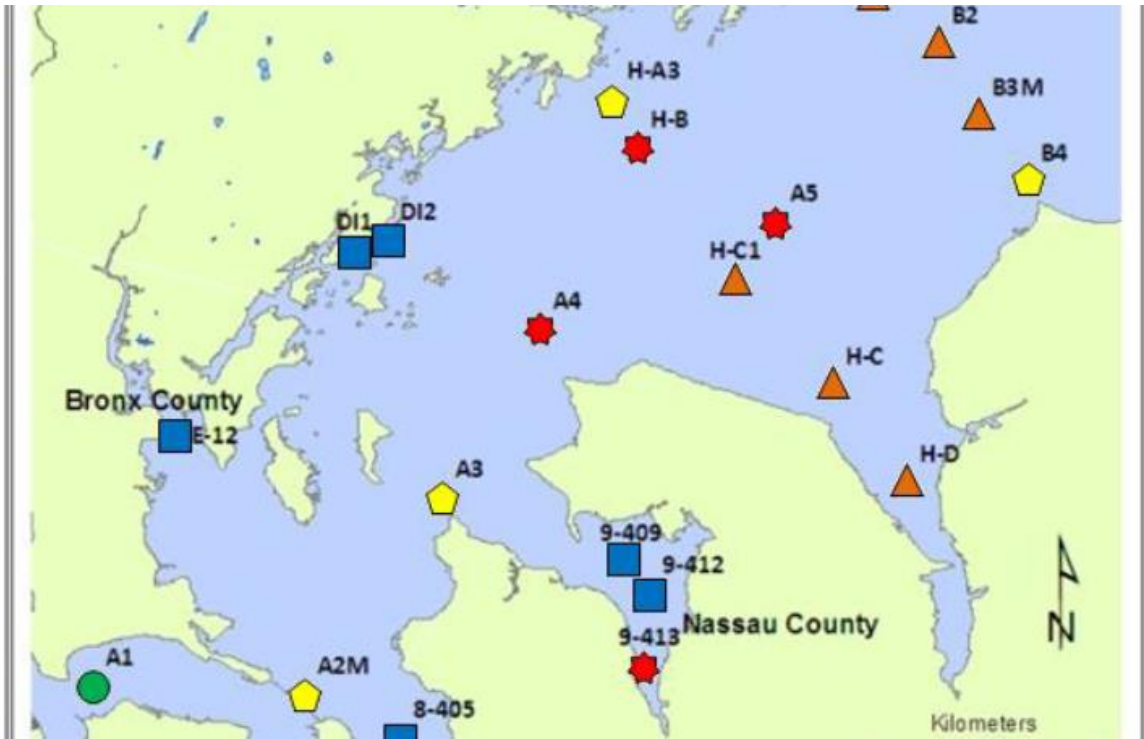 B2
H-A3
B3M
H-B
B4
A5
DI1
DI2
H-C1
A4
H-C
Bronx County
E-12
A3
H-D
9-409
9-412
Nassau County
9-413
A1
A2M
8-405
N
Kilometers